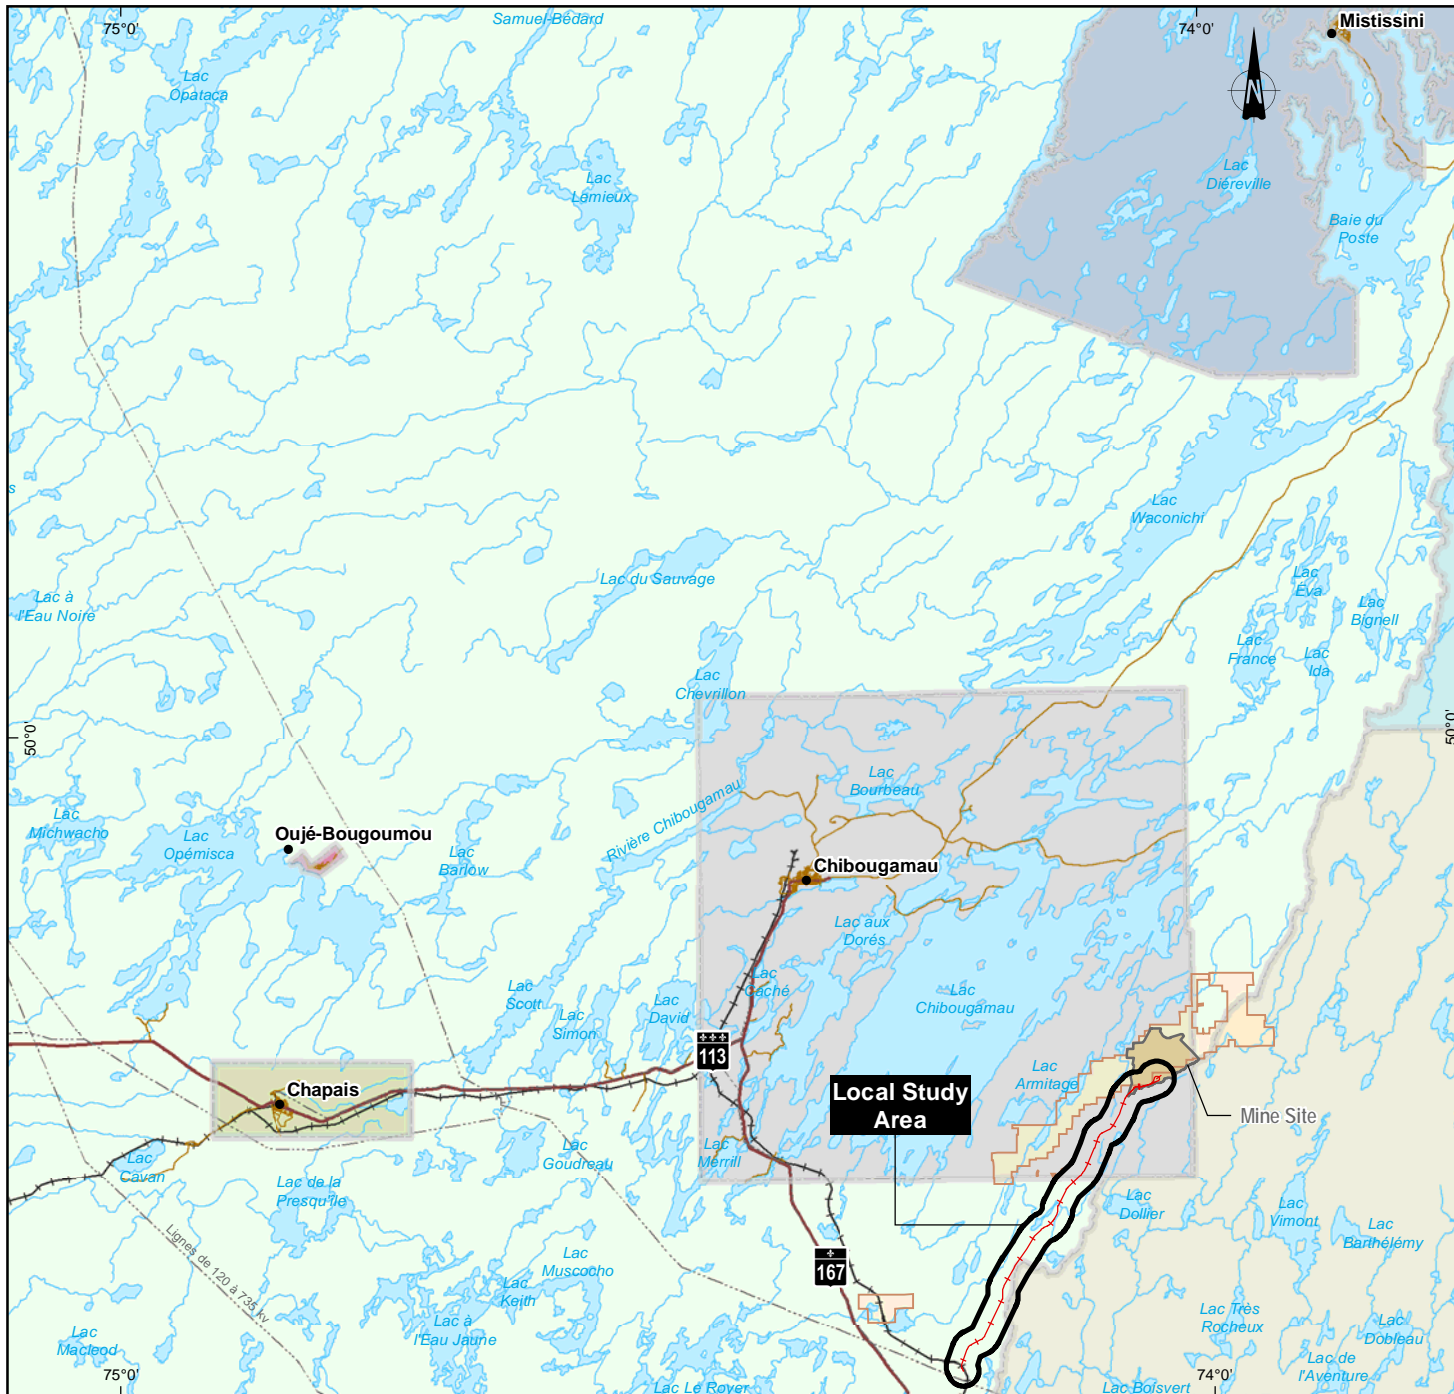 75°0'
Samuel-Bédard
74°0'
Mistissini
N
Lac
Opataca
Lac
Lemieux
Lac
Diéreville
Baie du
Poste
Lac
Waconichi
s
Lac à
l'Eau Noire
Lac du Sauvage
Lac
Éva
Lac
Bignell
Lac
France
Lac
Ida
Lac
Chevrillon
50°0'
50°0'
Lac
Michwacho
Lac
Opémisca
Oujé-Bougoumou
Lac
Barlow
Rivière Chibougamau
Lac
Bourbeau
Chibougamau
Lac aux
Dorés
Lac
Caché
Lac
Chibougamau
Lac
Scott
Lac
Simon
Lac
David
113
Lac
Armitage
Chapais
Local Study
Area
Mine Site
Lac
Cavan
Lac de la
Presqu'île
Lac
Goudreau
Lac
Merrill
Lac
Dollier
Lac
Vimont
Lac
Barthélémy
Lignes de 120 à 735 kv
Lac
Muscocho
Lac
Keith
167
Lac
Macleod
Lac à
l'Eau Jaune
Lac Très
Rocheux
Lac
Dobleau
Lac de
l'Aventure
75°0'
Lac Le Royer
Lac Boisvert
74°0'